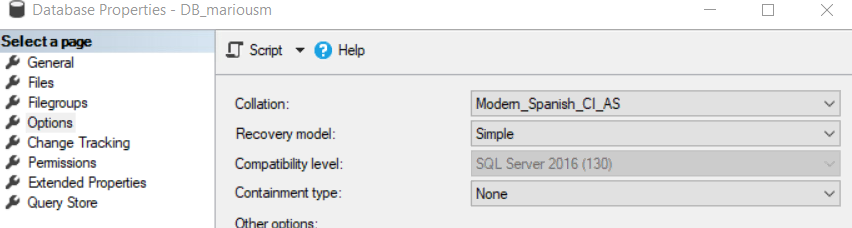 Database Properties - DB_mariousm
Select a page
General
Files
Filegroups
Options
Change Tracking
Permissions
Extended Properties
Query Store
Script Help
Collation: Modern_Spanish_CI_AS
Recovery model: Simple
Compatibility level: SQL Server 2016 (130)
Containment type: None
Other options: